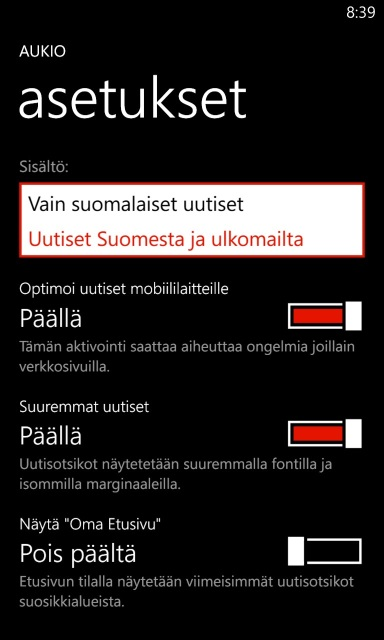 8:39
AUKIO
asetukset
Sisältö:
Vain suomalaiset uutiset
Uutiset Suomesta ja ulkomailta
Optimoi uutiset mobiililaitteille
Päällä
Tämän aktivointi saattaa aiheuttaa ongelmia joillain
verkkosivuilla.
Suuremmat uutiset
Päällä
Uutisotsikot näytetetään suuremmalla fontilla ja
isommilla marginaaleilla.
Näytä "Oma Etusivu"
Pois päältä
Etusivun tilalla näytetään viimeisimmät uutisotsikot
suosikkialueista.